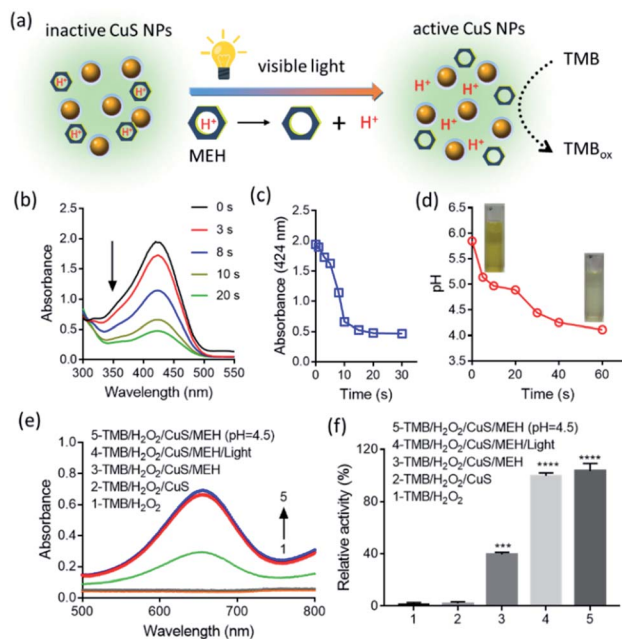 (a)
inactive CuS NPs
active CuS NPs
visible light
TMB
H⁺
H⁺
H⁺
H⁺
H⁺
H⁺
H⁺
H⁺
H⁺
+ H⁺
MEH
TMBₒₓ
(b)
0 s
3 s
8 s
10 s
20 s
2.5
2.0
1.5
1.0
0.5
0.0
300 350 400 450 500 550
Absorbance
Wavelength (nm)
(c)
2.5
2.0
1.5
1.0
0.5
0.0
0 10 20 30
Absorbance (424 nm)
Time (s)
(d)
6.5
6.0
5.5
5.0
4.5
4.0
3.5
0 20 40 60
pH
Time (s)
(e)
5-TMB/H₂O₂/CuS/MEH (pH=4.5)
4-TMB/H₂O₂/CuS/MEH/Light
3-TMB/H₂O₂/CuS/MEH
2-TMB/H₂O₂/CuS
1-TMB/H₂O₂
1.0
0.8
0.6
0.4
0.2
0.0
5
1
500 600 700 800
Absorbance
Wavelength (nm)
(f)
5-TMB/H₂O₂/CuS/MEH (pH=4.5)
4-TMB/H₂O₂/CuS/MEH/Light
3-TMB/H₂O₂/CuS/MEH
2-TMB/H₂O₂/CuS
1-TMB/H₂O₂
200
160
120
80
40
0
***
****
****
1 2 3 4 5
Relative activity (%)